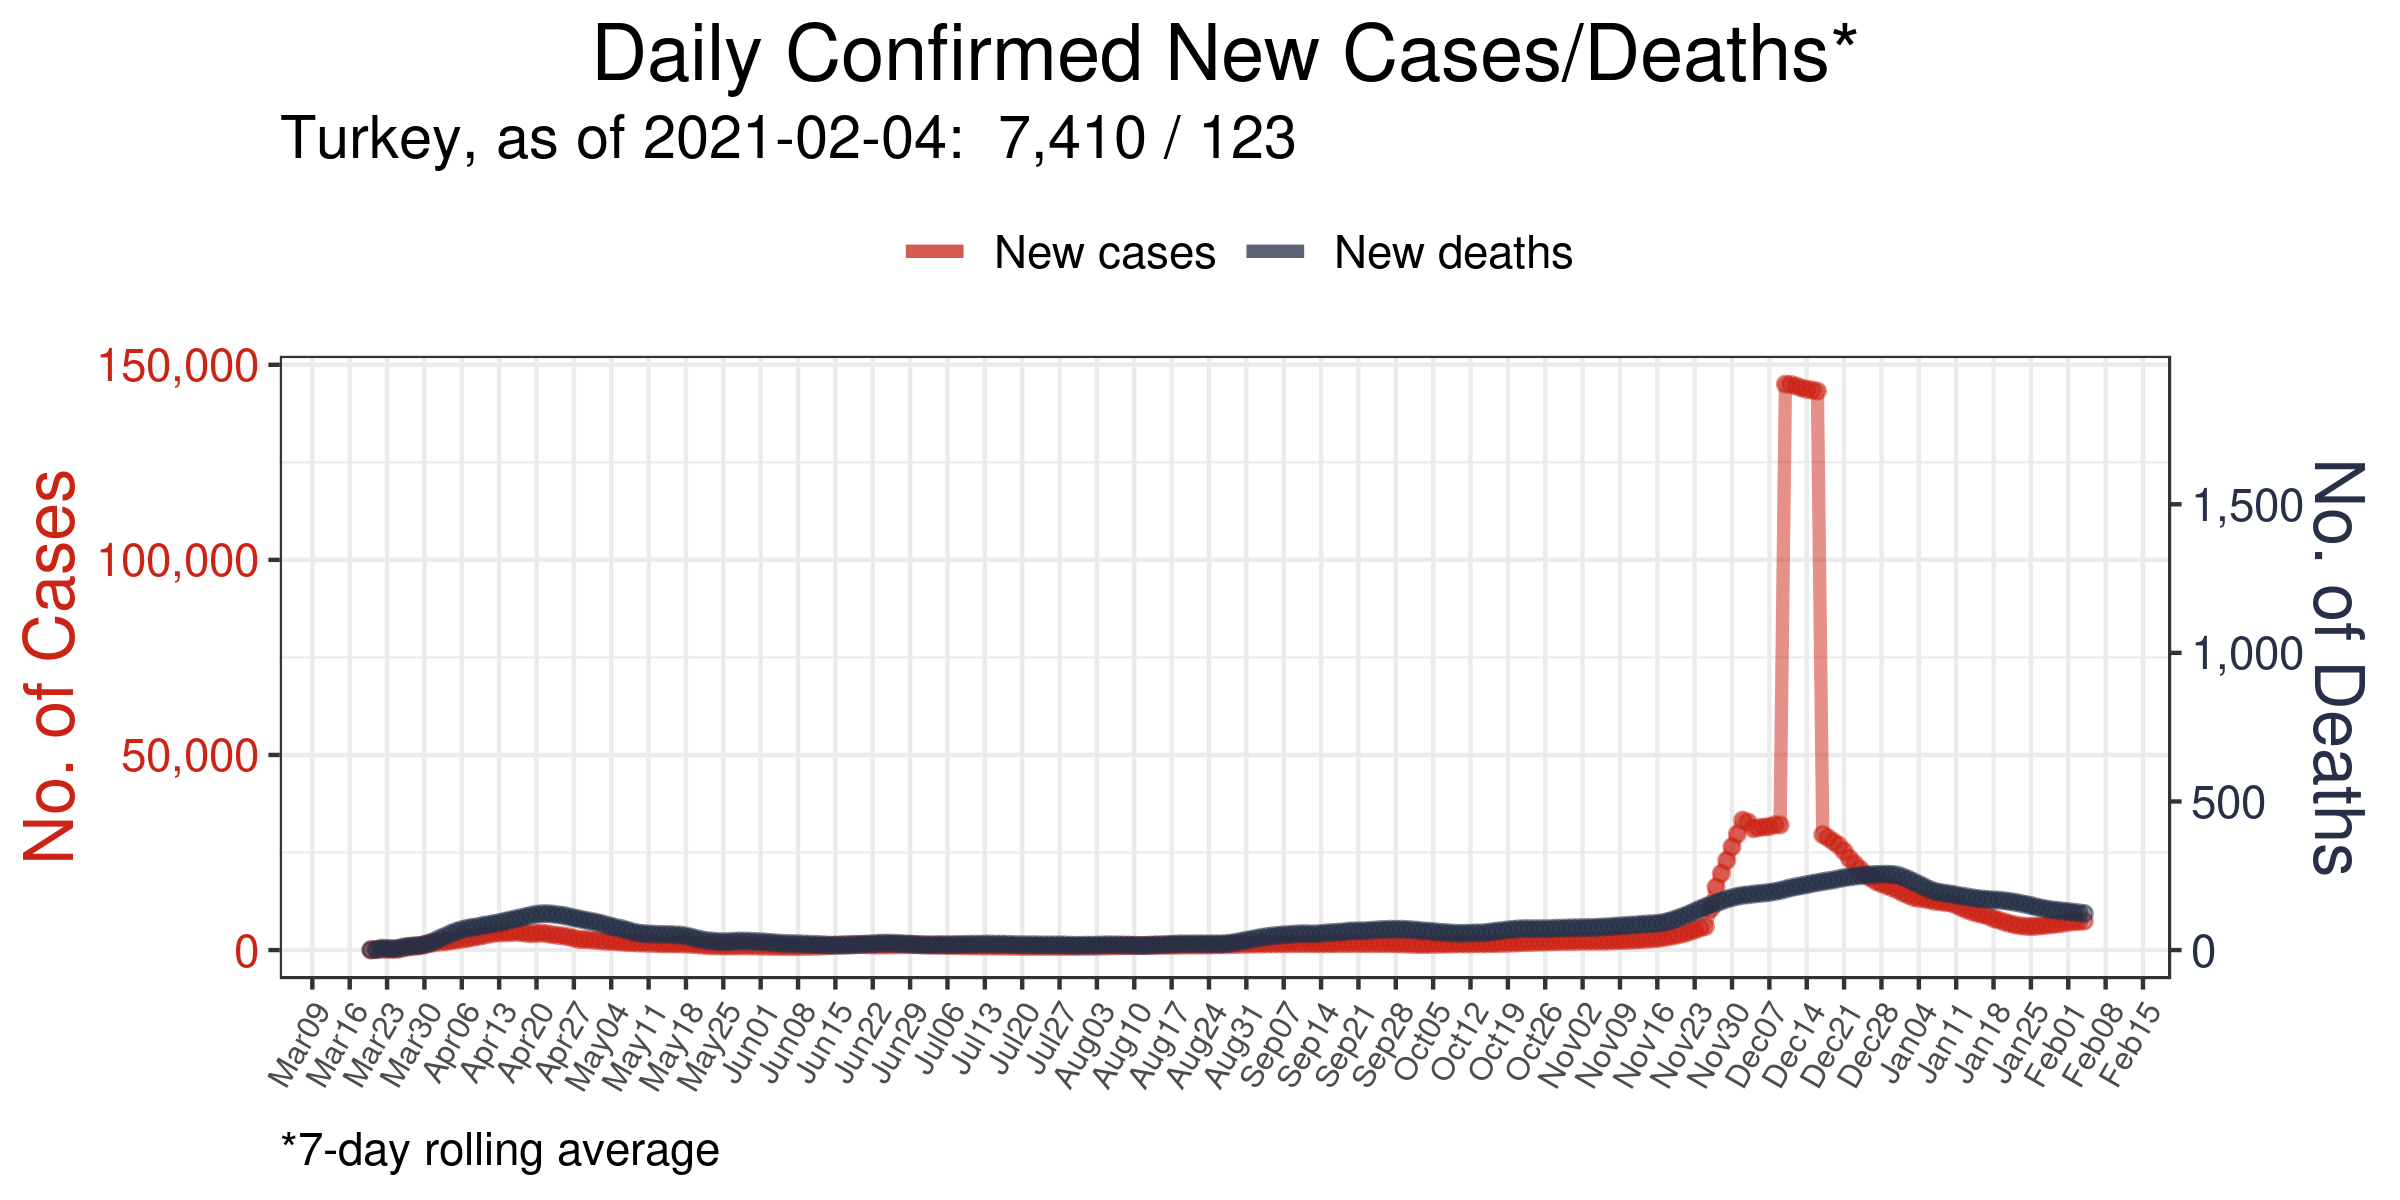 Daily Confirmed New Cases/Deaths*
Turkey, as of 2021-02-04:  7,410 / 123
New cases
New deaths
No. of Cases
150,000
100,000
50,000
0
1,500
1,000
500
0
No. of Deaths
Mar09
Mar16
Mar23
Mar30
Apr06
Apr13
Apr20
Apr27
May04
May11
May18
May25
Jun01
Jun08
Jun15
Jun22
Jun29
Jul06
Jul13
Jul20
Jul27
Aug03
Aug10
Aug17
Aug24
Aug31
Sep07
Sep14
Sep21
Sep28
Oct05
Oct12
Oct19
Oct26
Nov02
Nov09
Nov16
Nov23
Nov30
Dec07
Dec14
Dec21
Dec28
Jan04
Jan11
Jan18
Jan25
Feb01
Feb08
Feb15
*7-day rolling average